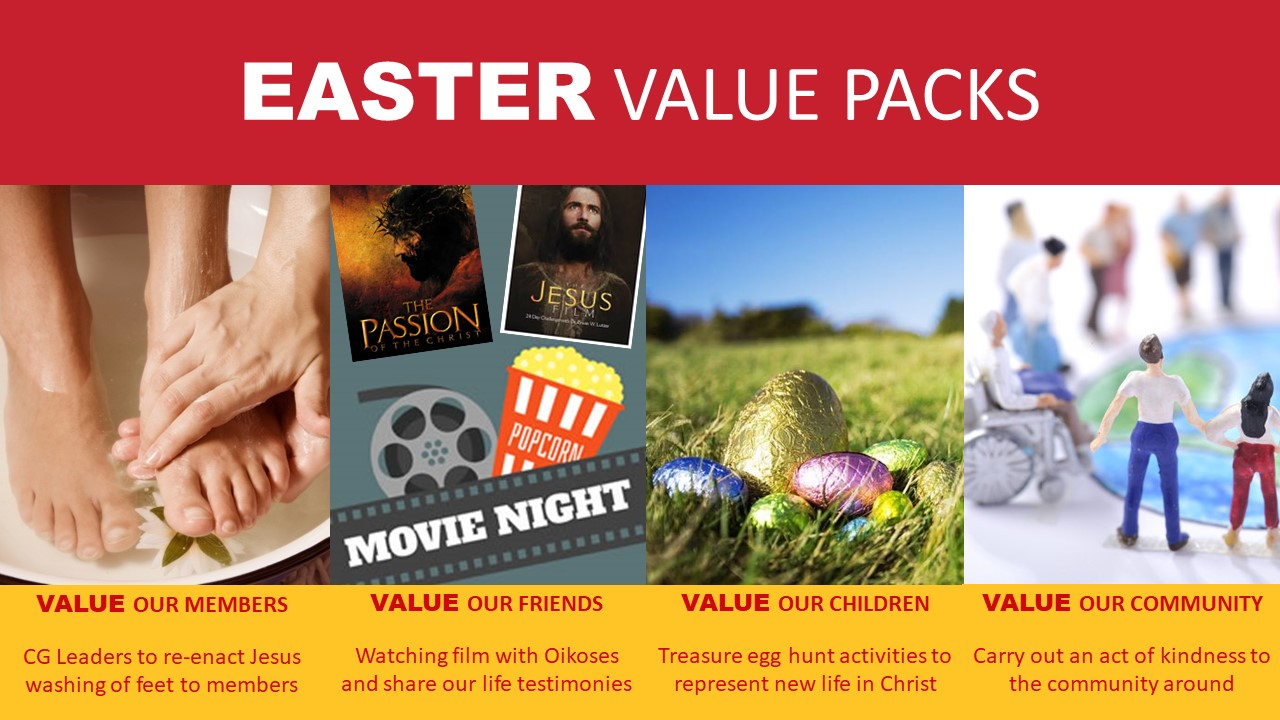 EASTER VALUE PACKS
THE
PASSION
OF THE CHRIST
JESUS
FILM
POPCORN
MOVIE NIGHT
VALUE OUR MEMBERS
CG Leaders to re-enact Jesus
washing of feet to members
VALUE OUR FRIENDS
Watching film with Oikoses
and share our life testimonies
VALUE OUR CHILDREN
Treasure egg hunt activities to
represent new life in Christ
VALUE OUR COMMUNITY
Carry out an act of kindness to
the community around